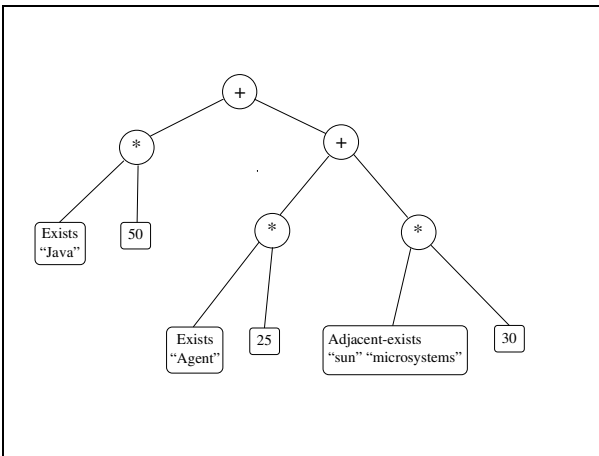 +
*
+
Exists
“Java”
50
*
*
Exists
“Agent”
25
Adjacent-exists
“sun” “microsystems”
30